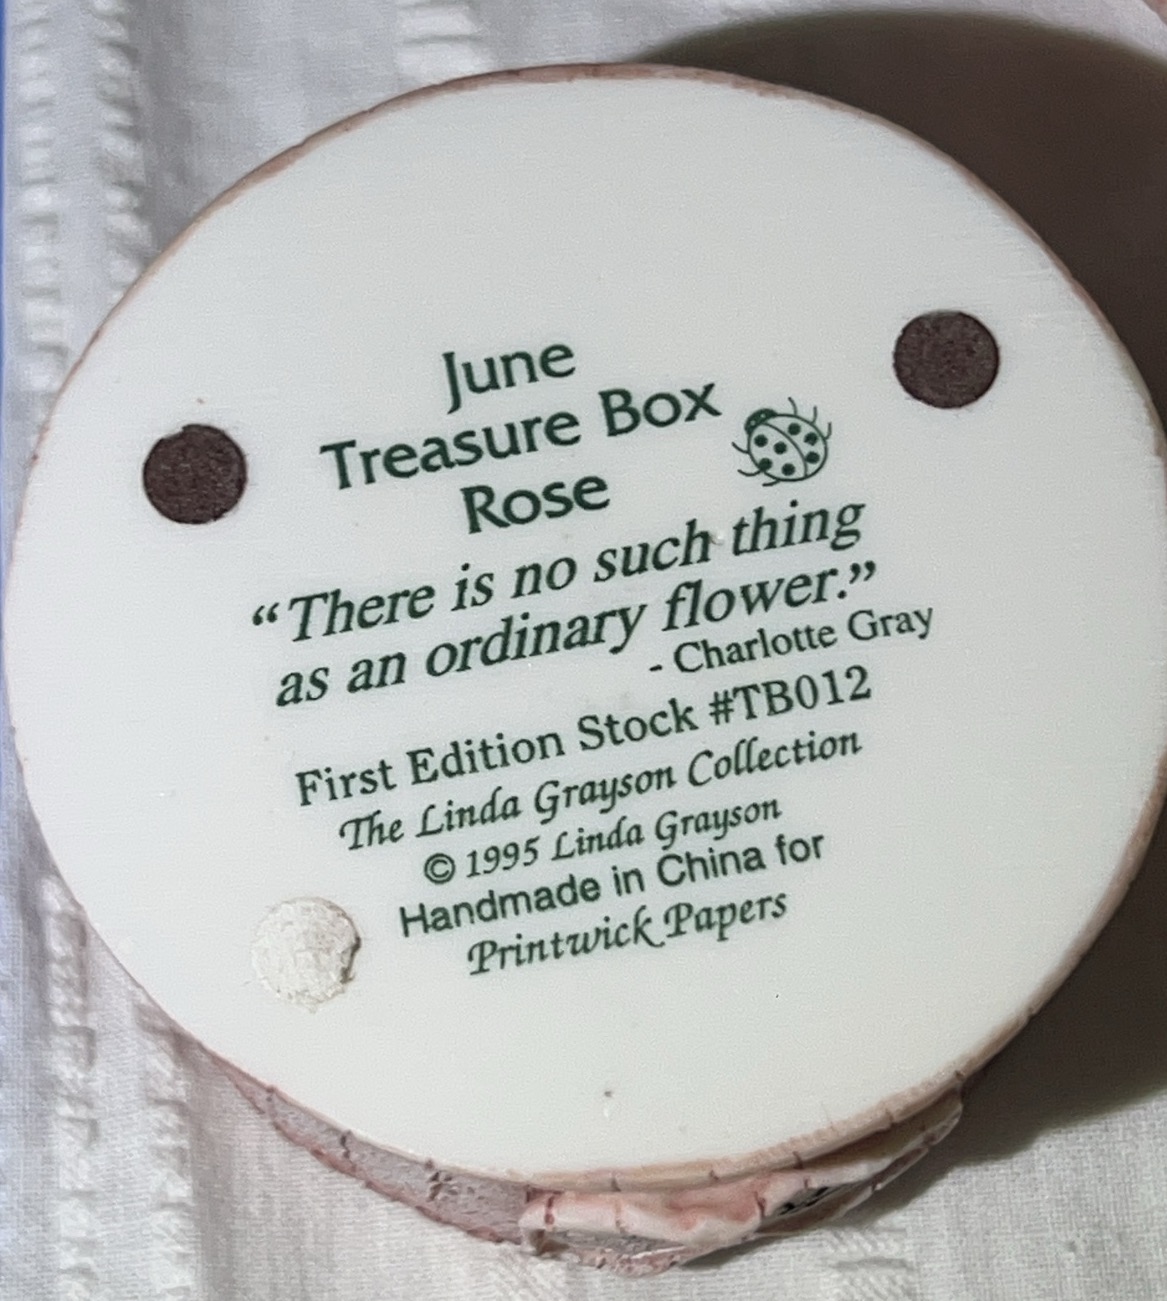 June
Treasure Box
Rose
“There is no such thing
as an ordinary flower.”
- Charlotte Gray
First Edition Stock #TB012
The Linda Grayson Collection
© 1995 Linda Grayson
Handmade in China for
Printwick Papers